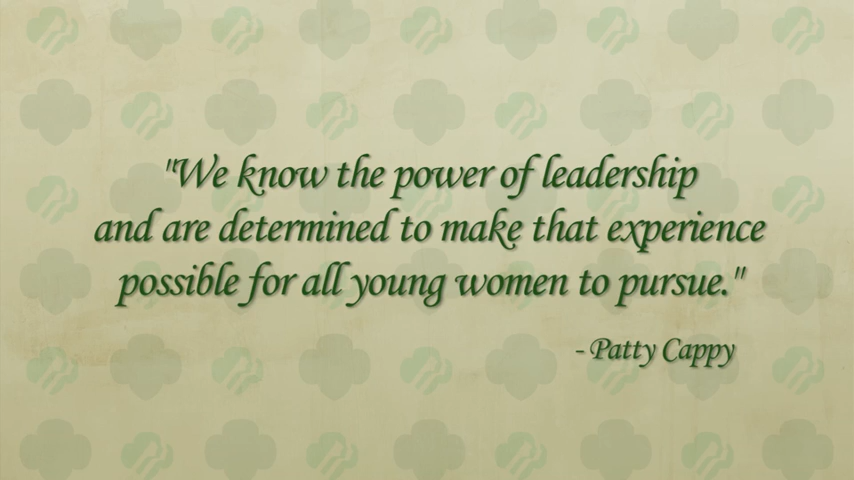 "We know the power of leadership
and are determined to make that experience
possible for all young women to pursue."
- Patty Cappy